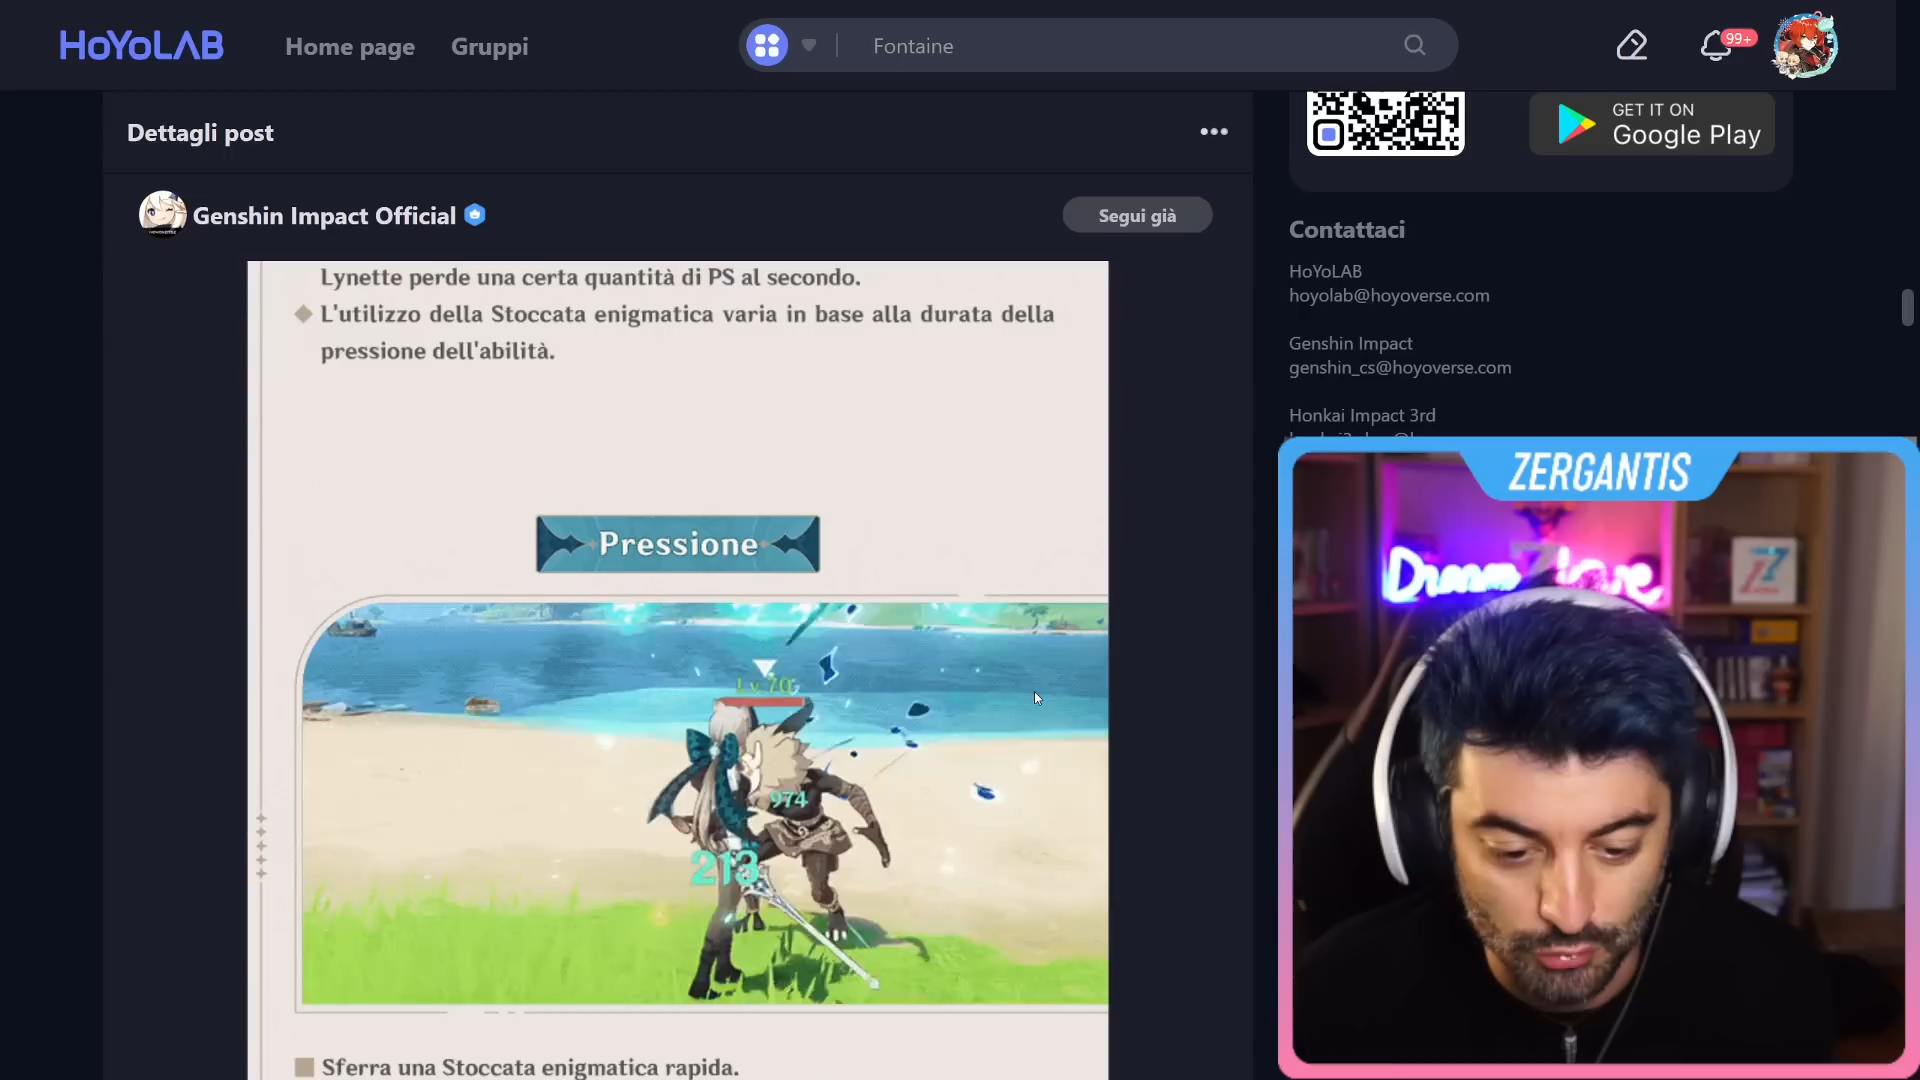 HOYOLAB
Home page
Gruppi
Fontaine
99+
Dettagli post
GET IT ON
Google Play
Genshin Impact Official
Segui già
Contattaci
HoYoLAB
hoyolab@hoyoverse.com
Genshin Impact
genshin_cs@hoyoverse.com
Honkai Impact 3rd
Lynette perde una certa quantità di PS al secondo.
L'utilizzo della Stoccata enigmatica varia in base alla durata della
pressione dell'abilità.
Pressione
Lv.70
974
213
Sferra una Stoccata enigmatica rapida.
ZERGANTIS